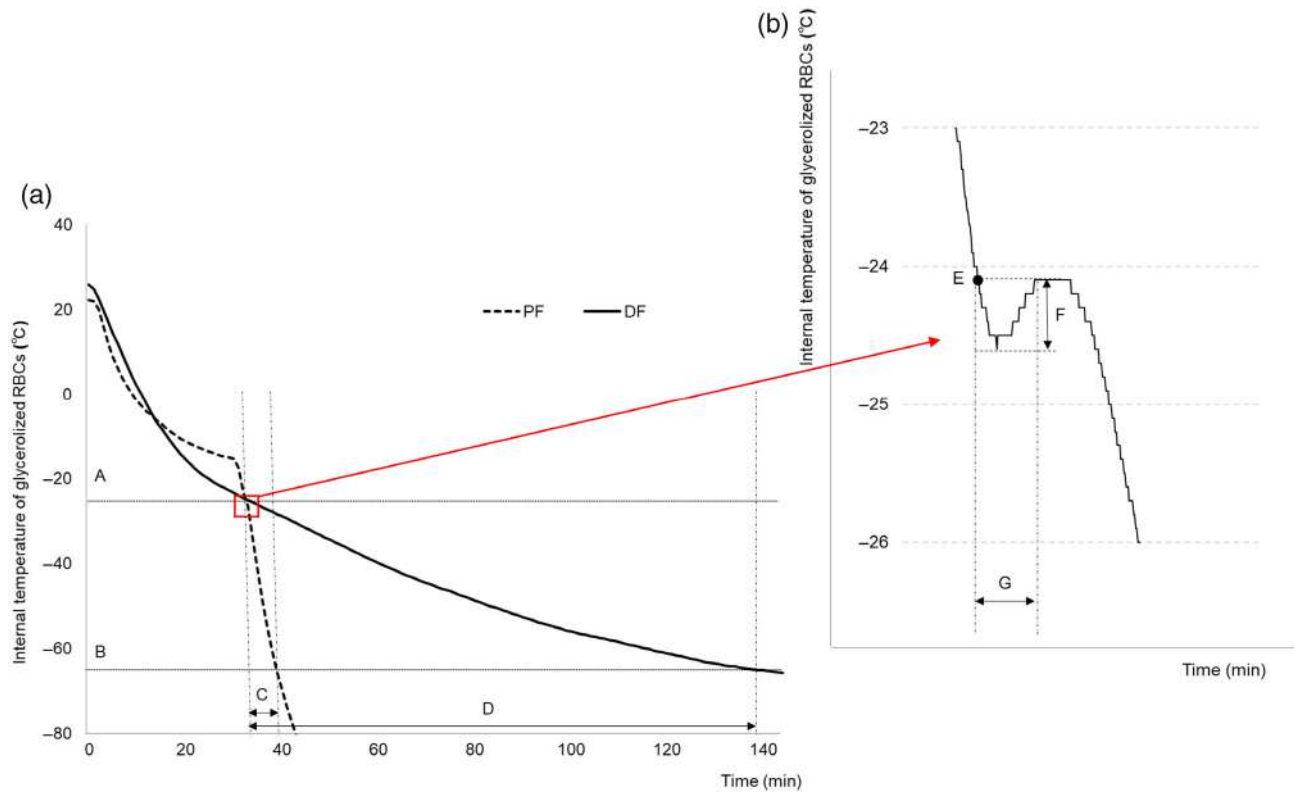 (a)
Internal temperature of glycerolized RBCs (℃)
40
20
0
−20
−40
−60
−80
PF
DF
A
B
C
D
0
20
40
60
80
100
120
140
Time (min)
(b)
Internal temperature of glycerolized RBCs (℃)
−23
−24
−25
−26
E
F
G
Time (min)